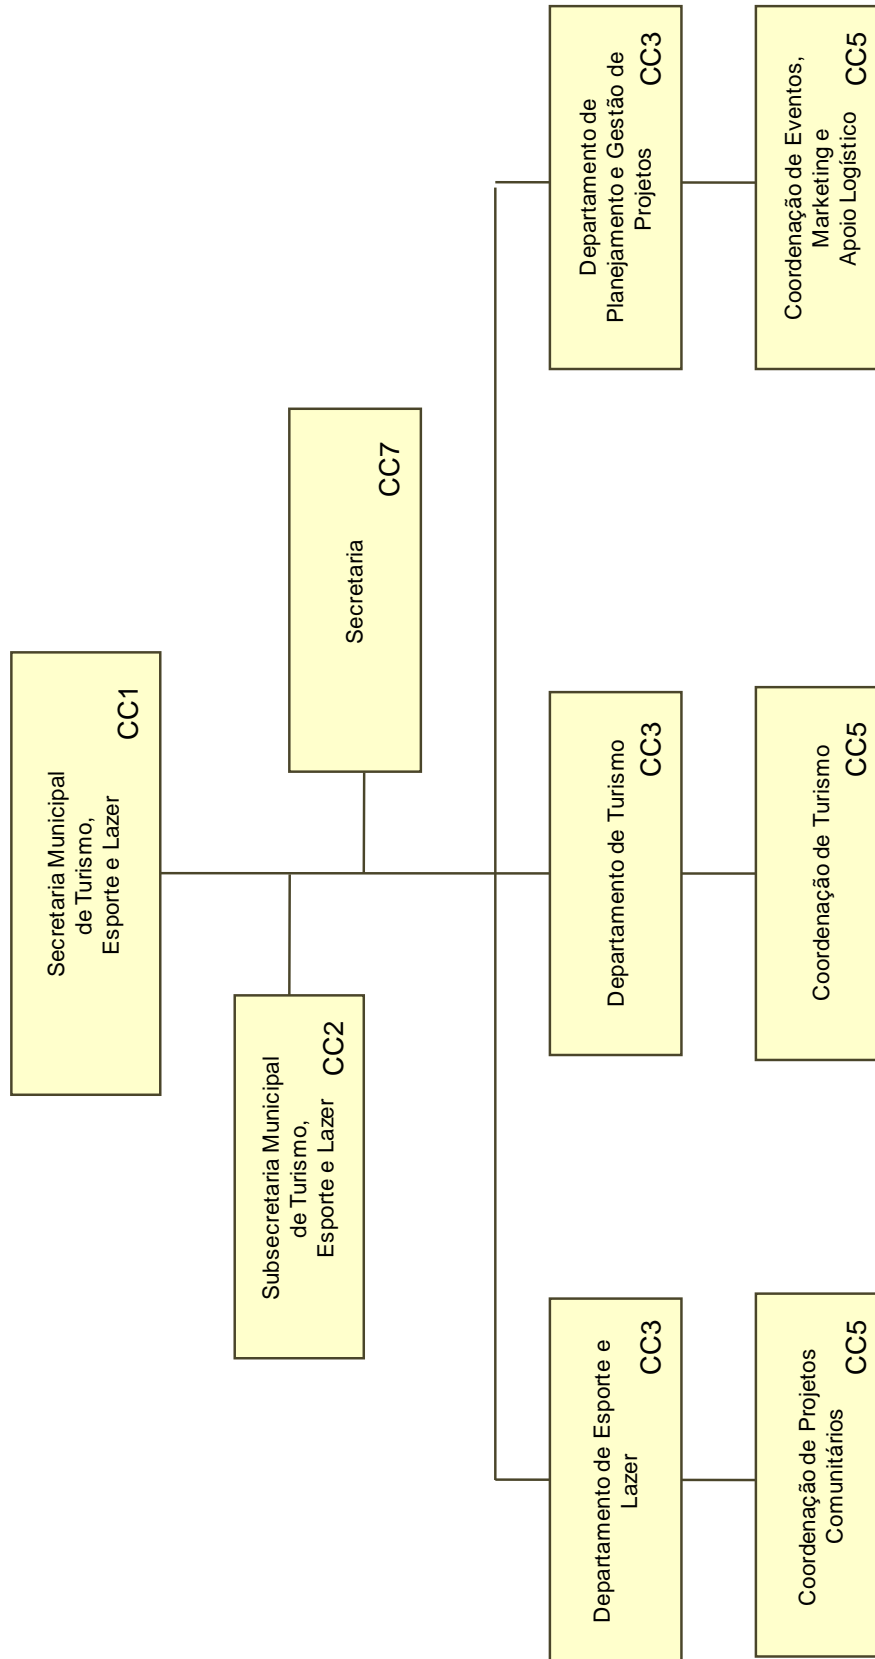 Secretaria Municipal
de Turismo,
Esporte e Lazer
CC1
Subsecretaria Municipal
de Turismo,
Esporte e Lazer
CC2
Secretaria
CC7
Departamento de Esporte e
Lazer
CC3
Departamento de Turismo
CC3
Departamento de
Planejamento e Gestão de
Projetos
CC3
Coordenação de Projetos
Comunitários
CC5
Coordenação de Turismo
CC5
Coordenação de Eventos,
Marketing e
Apoio Logístico
CC5